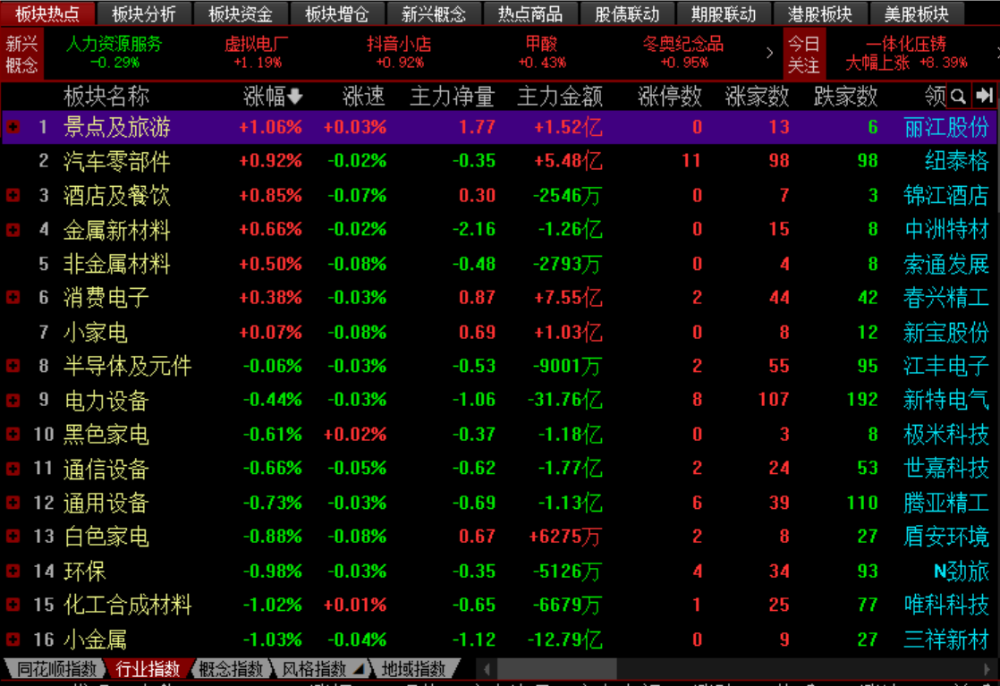 板块热点 板块分析 板块资金 板块增仓 新兴概念 热点商品 股债联动 期股联动 港股板块 美股板块
新兴概念 人力资源服务 虚拟电厂 抖音小店 甲酸 冬奥纪念品 今日关注 一体化压铸
-0.29% +1.19% +0.92% +0.43% +0.95% 大幅上涨 +8.39%
板块名称 涨幅 涨速 主力净量 主力金额 涨停数 涨家数 跌家数 领
1 景点及旅游 +1.06% +0.03% 1.77 +1.52亿 0 13 6 丽江股份
2 汽车零部件 +0.92% -0.02% -0.35 +5.48亿 11 98 98 纽泰格
3 酒店及餐饮 +0.85% -0.07% 0.30 -2546万 0 7 3 锦江酒店
4 金属新材料 +0.66% -0.02% -2.16 -1.26亿 0 15 8 中洲特材
5 非金属材料 +0.50% -0.08% -0.48 -2793万 0 4 8 索通发展
6 消费电子 +0.38% -0.03% 0.87 +7.55亿 2 44 42 春兴精工
7 小家电 +0.07% -0.08% 0.69 +1.03亿 0 8 12 新宝股份
8 半导体及元件 -0.06% -0.03% -0.53 -9001万 2 55 95 江丰电子
9 电力设备 -0.44% -0.03% -1.06 -31.76亿 8 107 192 新特电气
10 黑色家电 -0.61% +0.02% -0.37 -1.18亿 0 3 8 极米科技
11 通信设备 -0.66% -0.05% -0.62 -1.77亿 2 24 53 世嘉科技
12 通用设备 -0.73% -0.03% -0.69 -1.13亿 6 39 110 腾亚精工
13 白色家电 -0.88% -0.08% 0.67 +6275万 2 8 27 盾安环境
14 环保 -0.98% -0.03% -0.35 -5126万 4 34 93 N劲旅
15 化工合成材料 -1.02% +0.01% -0.65 -6679万 1 25 77 唯科科技
16 小金属 -1.03% -0.04% -1.12 -12.79亿 0 9 27 三祥新材
同花顺指数 行业指数 概念指数 风格指数 地域指数